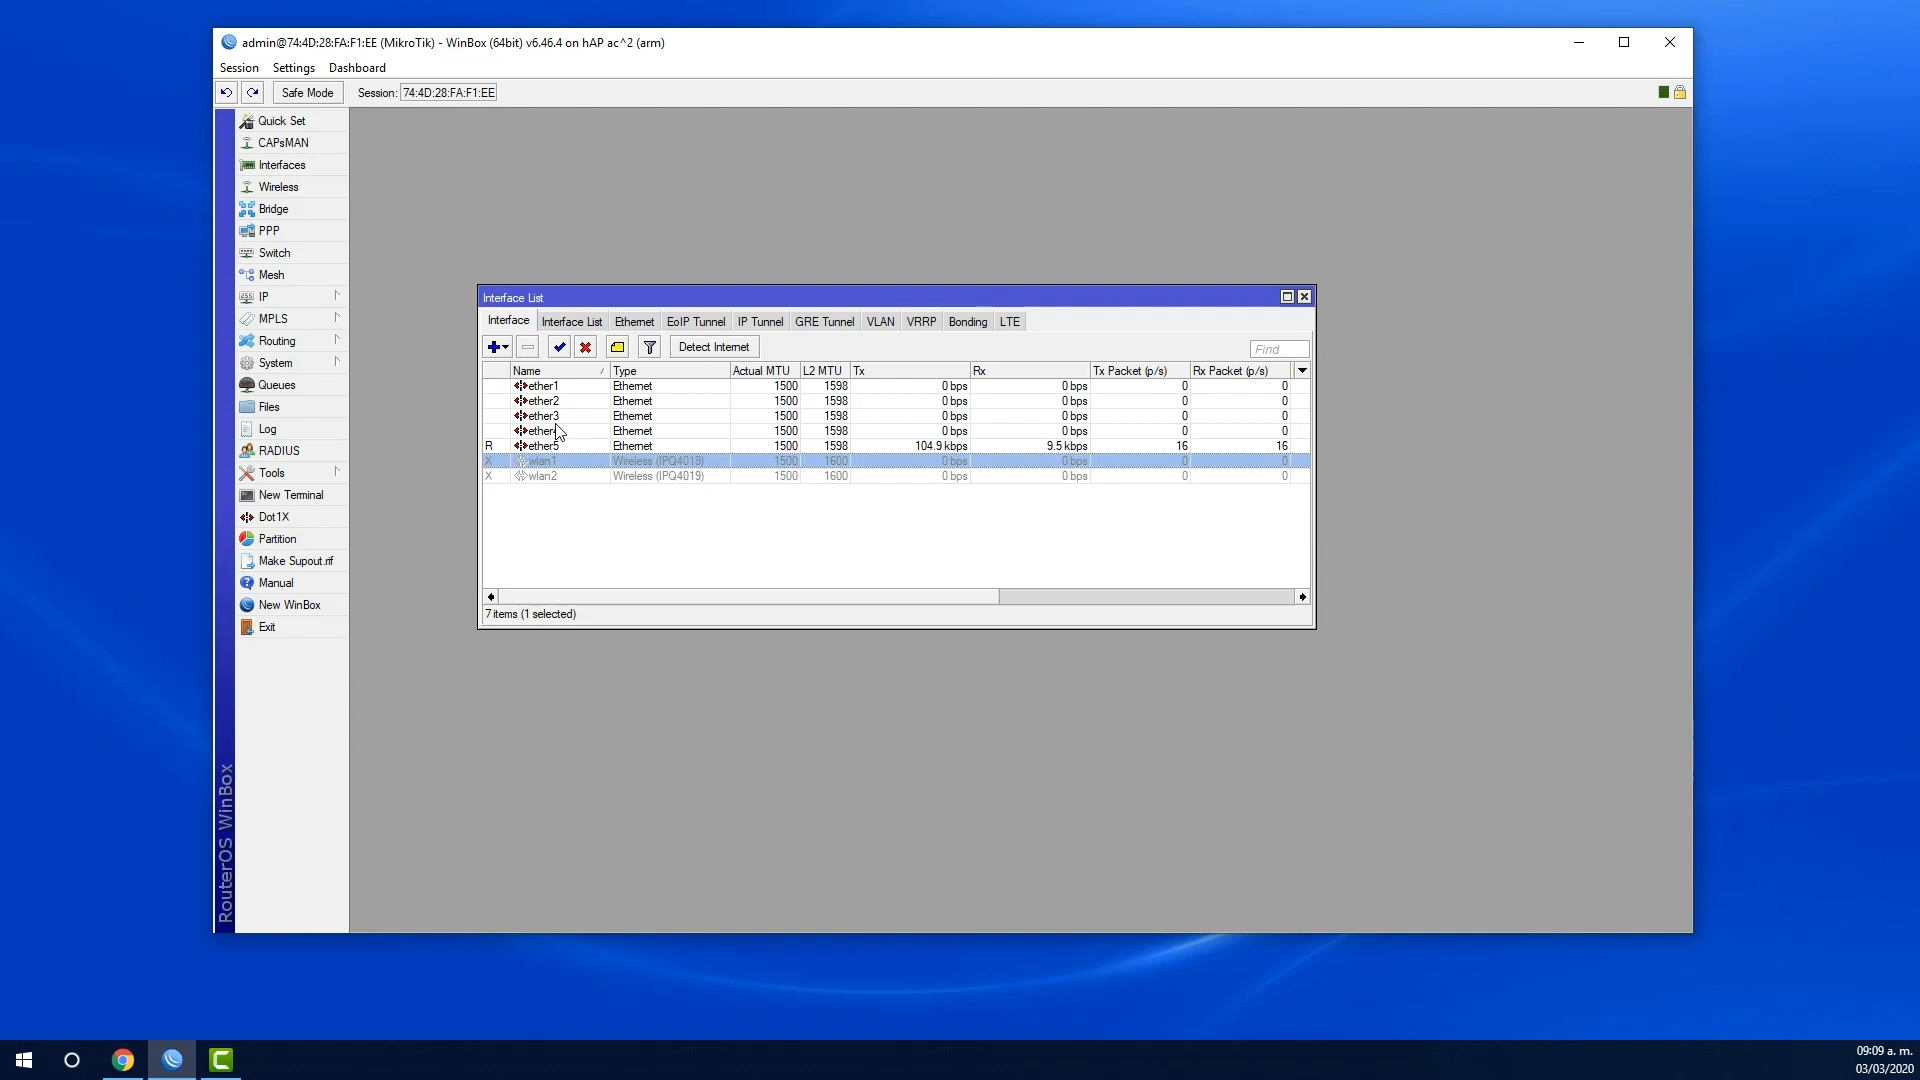 admin@74:4D:28:FA:F1:EE (MikroTik) - WinBox (64bit) v6.46.4 on hAP ac^2 (arm)
Session Settings Dashboard
Safe Mode Session: 74:4D:28:FA:F1:EE
Quick Set
CAPsMAN
Interfaces
Wireless
Bridge
PPP
Switch
Mesh
IP
MPLS
Routing
System
Queues
Files
Log
RADIUS
Tools
New Terminal
Dot1X
Partition
Make Supout.rif
Manual
New WinBox
Exit
RouterOS WinBox
Interface List
Interface Interface List Ethernet EoIP Tunnel IP Tunnel GRE Tunnel VLAN VRRP Bonding LTE
Detect Internet Find
Name / Type Actual MTU L2 MTU Tx Rx Tx Packet (p/s) Rx Packet (p/s)
ether1 Ethernet 1500 1598 0 bps 0 bps 0 0
ether2 Ethernet 1500 1598 0 bps 0 bps 0 0
ether3 Ethernet 1500 1598 0 bps 0 bps 0 0
ether4 Ethernet 1500 1598 0 bps 0 bps 0 0
R ether5 Ethernet 1500 1598 104.9 kbps 9.5 kbps 16 16
X wlan1 Wireless (IPQ4019) 1500 1600 0 bps 0 bps 0 0
X wlan2 Wireless (IPQ4019) 1500 1600 0 bps 0 bps 0 0
7 items (1 selected)
09:09 a. m.
03/03/2020